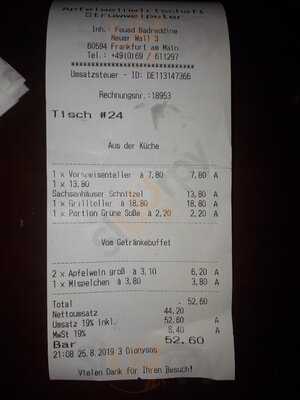 Apfelweinwirtschaft
Struwwelpeter
Inh.: Fouad Badreddine
Neuer Wall 3
60594 Frankfurt am Main
Tel.: +49(0)69 / 611297
Umsatzsteuer - ID: DE113147366
Rechnungsnr.:18953
Tisch #24
Aus der Küche
1 x Vorspeisenteller à 7,80 7,80 A
1 x 13,80
Sachsenhäuser Schnitzel 13,80 A
1 x Grillteller à 18,80 18,80 A
1 x Portion Grüne Soße à 2,20 2,20 A
Vom Getränkebuffet
2 x Apfelwein groß à 3,10 6,20 A
1 x Mispelchen à 3,80 3,80 A
Total 52,60
Nettoumsatz 44,20
Umsatz 19% inkl. 52,60 A
MwSt 19% 8,40 A
Bar 52,60
21:08 25.8.2019 3 Dionysos
Vielen Dank für Ihren Besuch!